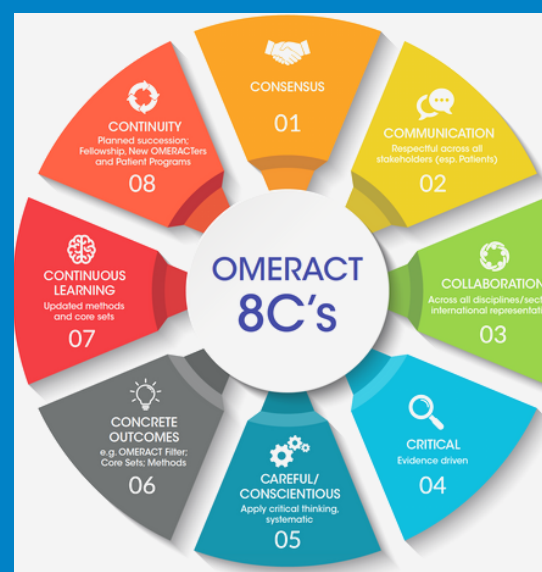 OMERACT
8C's
CONSENSUS
01
COMMUNICATION
Respectful across all
stakeholders (esp. Patients)
02
COLLABORATION
Across all disciplines/
international
03
CRITICAL
Evidence driven
04
CAREFUL/
CONSCIENTIOUS
Apply critical thinking,
systematic
05
CONCRETE
OUTCOMES
e.g. OMERACT Filter;
Core Sets; Methods
06
CONTINUOUS
LEARNING
Updated methods
and core sets
07
CONTINUITY
Planned succession;
Fellowship, New OMERACTers
and Patient Programs
08